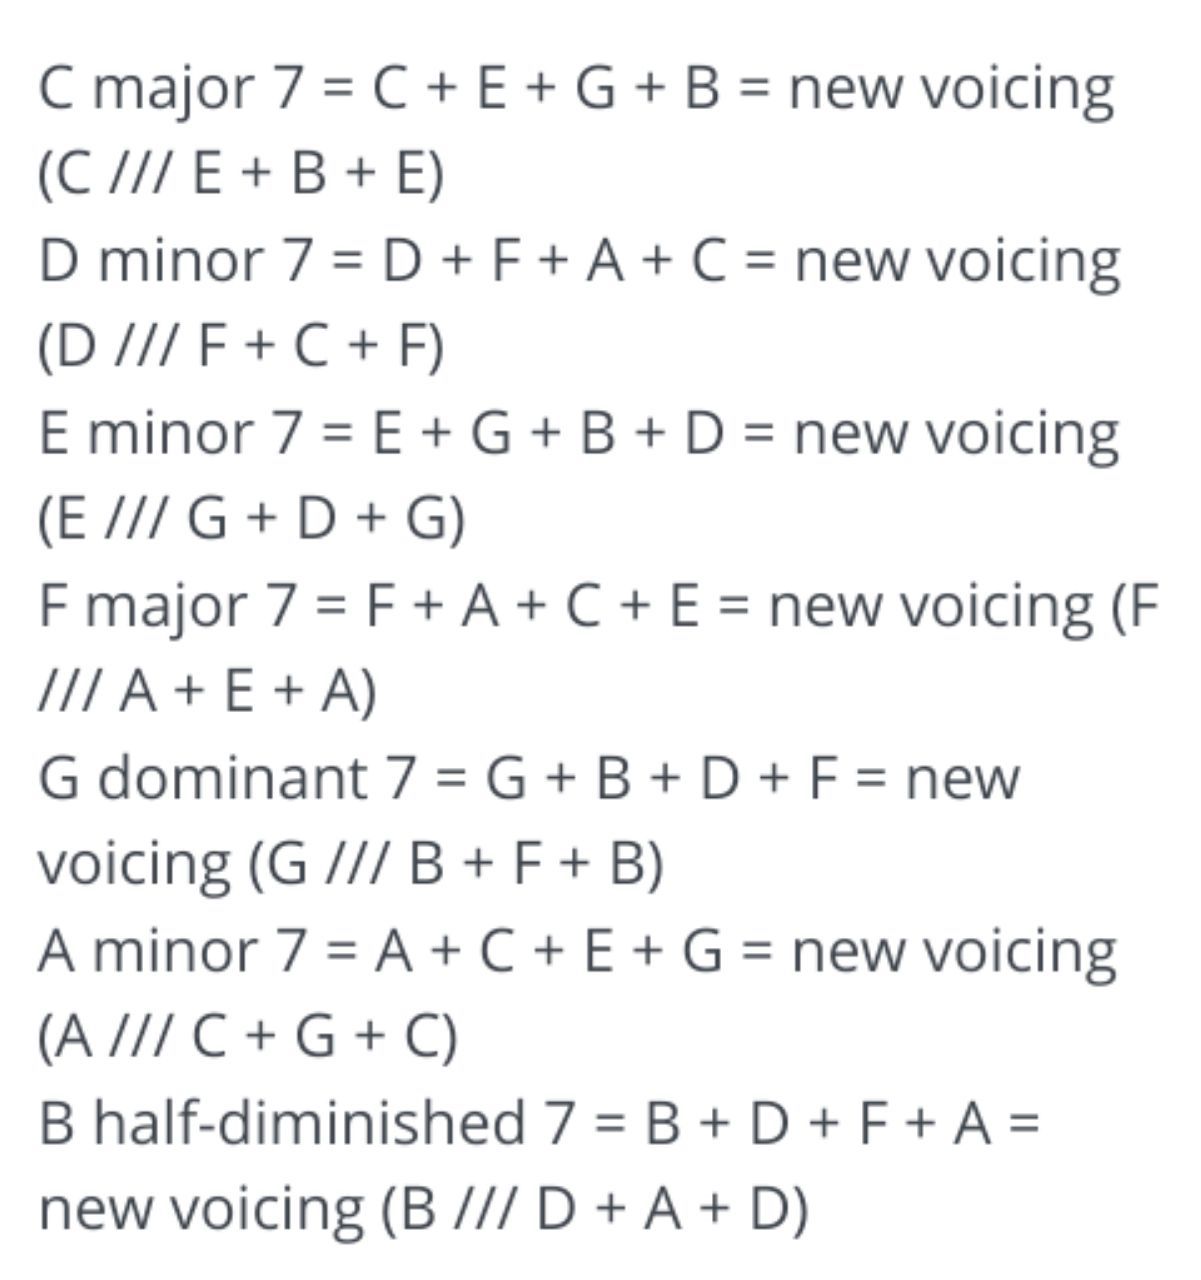 C major 7 = C + E + G + B = new voicing
(C /// E + B + E)
D minor 7 = D + F + A + C = new voicing
(D /// F + C + F)
E minor 7 = E + G + B + D = new voicing
(E /// G + D + G)
F major 7 = F + A + C + E = new voicing (F
/// A + E + A)
G dominant 7 = G + B + D + F = new
voicing (G /// B + F + B)
A minor 7 = A + C + E + G = new voicing
(A /// C + G + C)
B half-diminished 7 = B + D + F + A =
new voicing (B /// D + A + D)